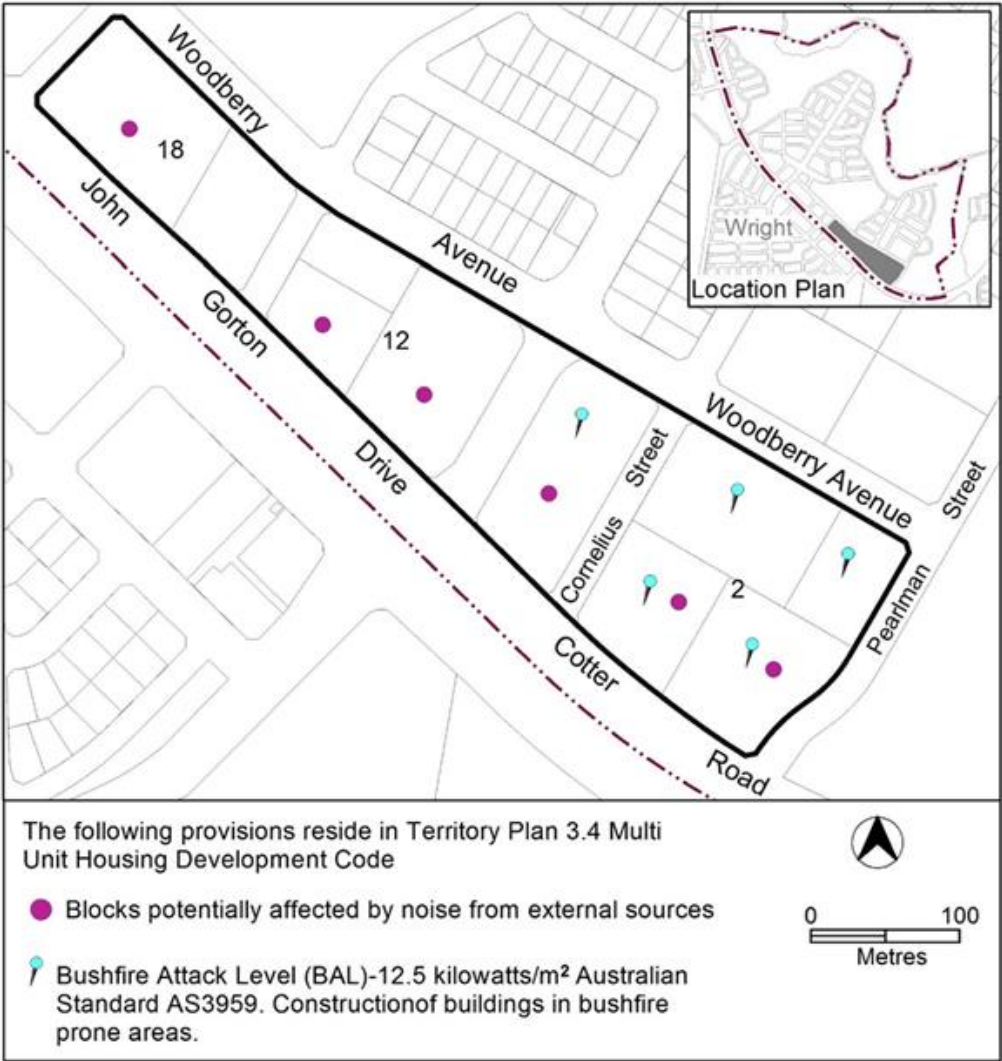 Woodberry
18
John
Wright
Location Plan
Avenue
Gorton
12
Drive
Woodberry Avenue
Street
Street
Cornelius
2
Pearlman
Cotter
Road
The following provisions reside in Territory Plan 3.4 Multi
Unit Housing Development Code
Blocks potentially affected by noise from external sources
0 100
Metres
Bushfire Attack Level (BAL)-12.5 kilowatts/m² Australian
Standard AS3959. Constructionof buildings in bushfire
prone areas.